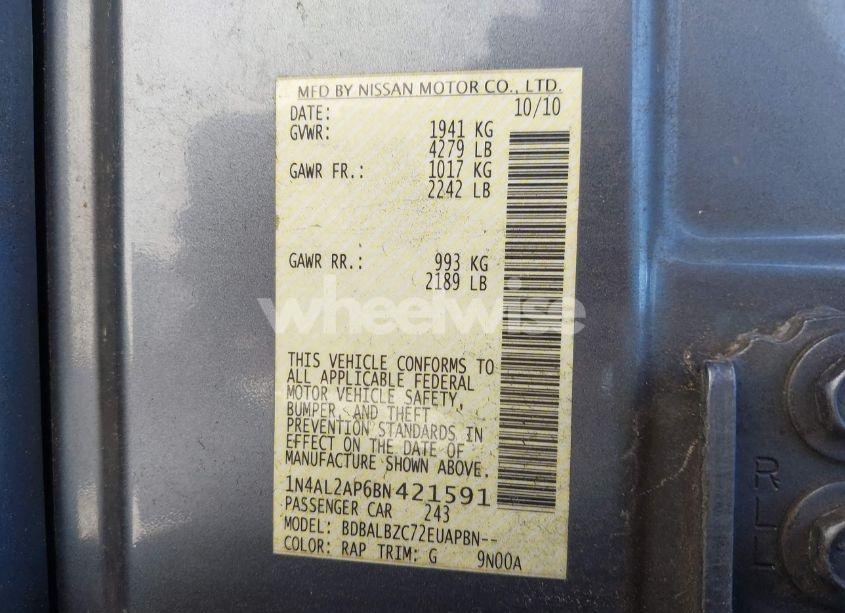 MFD BY NISSAN MOTOR CO., LTD.
DATE: 10/10
GVWR: 1941 KG
4279 LB
GAWR FR.: 1017 KG
2242 LB
GAWR RR.: 993 KG
2189 LB
wheelwise
THIS VEHICLE CONFORMS TO
ALL APPLICABLE FEDERAL
MOTOR VEHICLE SAFETY,
BUMPER, AND THEFT
PREVENTION STANDARDS IN
EFFECT ON THE DATE OF
MANUFACTURE SHOWN ABOVE.
1N4AL2AP6BN421591
PASSENGER CAR 243
MODEL: BDBALBZC72EUAPBN--
COLOR: RAP TRIM: G 9N00A